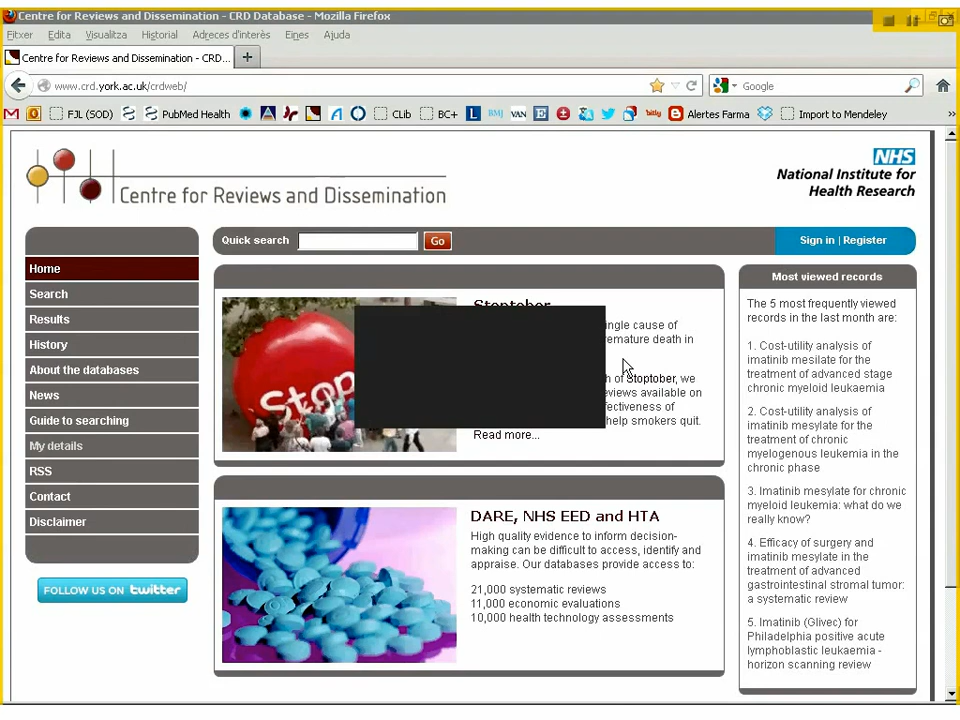 Centre for Reviews and Dissemination - CRD Database - Mozilla Firefox
Fitxer Edita Visualitza Historial Adreces d'interès Eines Ajuda
Centre for Reviews and Dissemination - CRD...
www.crd.york.ac.uk/crdweb/
Google
FJL (SOD) PubMed Health CLib BC+ L BMJ VAN E bitly Alertes Farma Import to Mendeley »
Centre for Reviews and Dissemination
NHS
National Institute for
Health Research
Quick search Go Sign in | Register
Home
Search
Results
History
About the databases
News
Guide to searching
My details
RSS
Contact
Disclaimer
FOLLOW US ON twitter
Stoptober
ingle cause of
remature death in
h of Stoptober, we
eviews available on
fectiveness of
help smokers quit.
Read more...
Stop
DARE, NHS EED and HTA
High quality evidence to inform decision-
making can be difficult to access, identify and
appraise. Our databases provide access to:
21,000 systematic reviews
11,000 economic evaluations
10,000 health technology assessments
Most viewed records
The 5 most frequently viewed
records in the last month are:
1. Cost-utility analysis of
imatinib mesilate for the
treatment of advanced stage
chronic myeloid leukaemia
2. Cost-utility analysis of
imatinib mesylate for the
treatment of chronic
myelogenous leukemia in the
chronic phase
3. Imatinib mesylate for chronic
myeloid leukaemia: what do we
really know?
4. Efficacy of surgery and
imatinib mesylate in the
treatment of advanced
gastrointestinal stromal tumor:
a systematic review
5. Imatinib (Glivec) for
Philadelphia positive acute
lymphoblastic leukaemia -
horizon scanning review